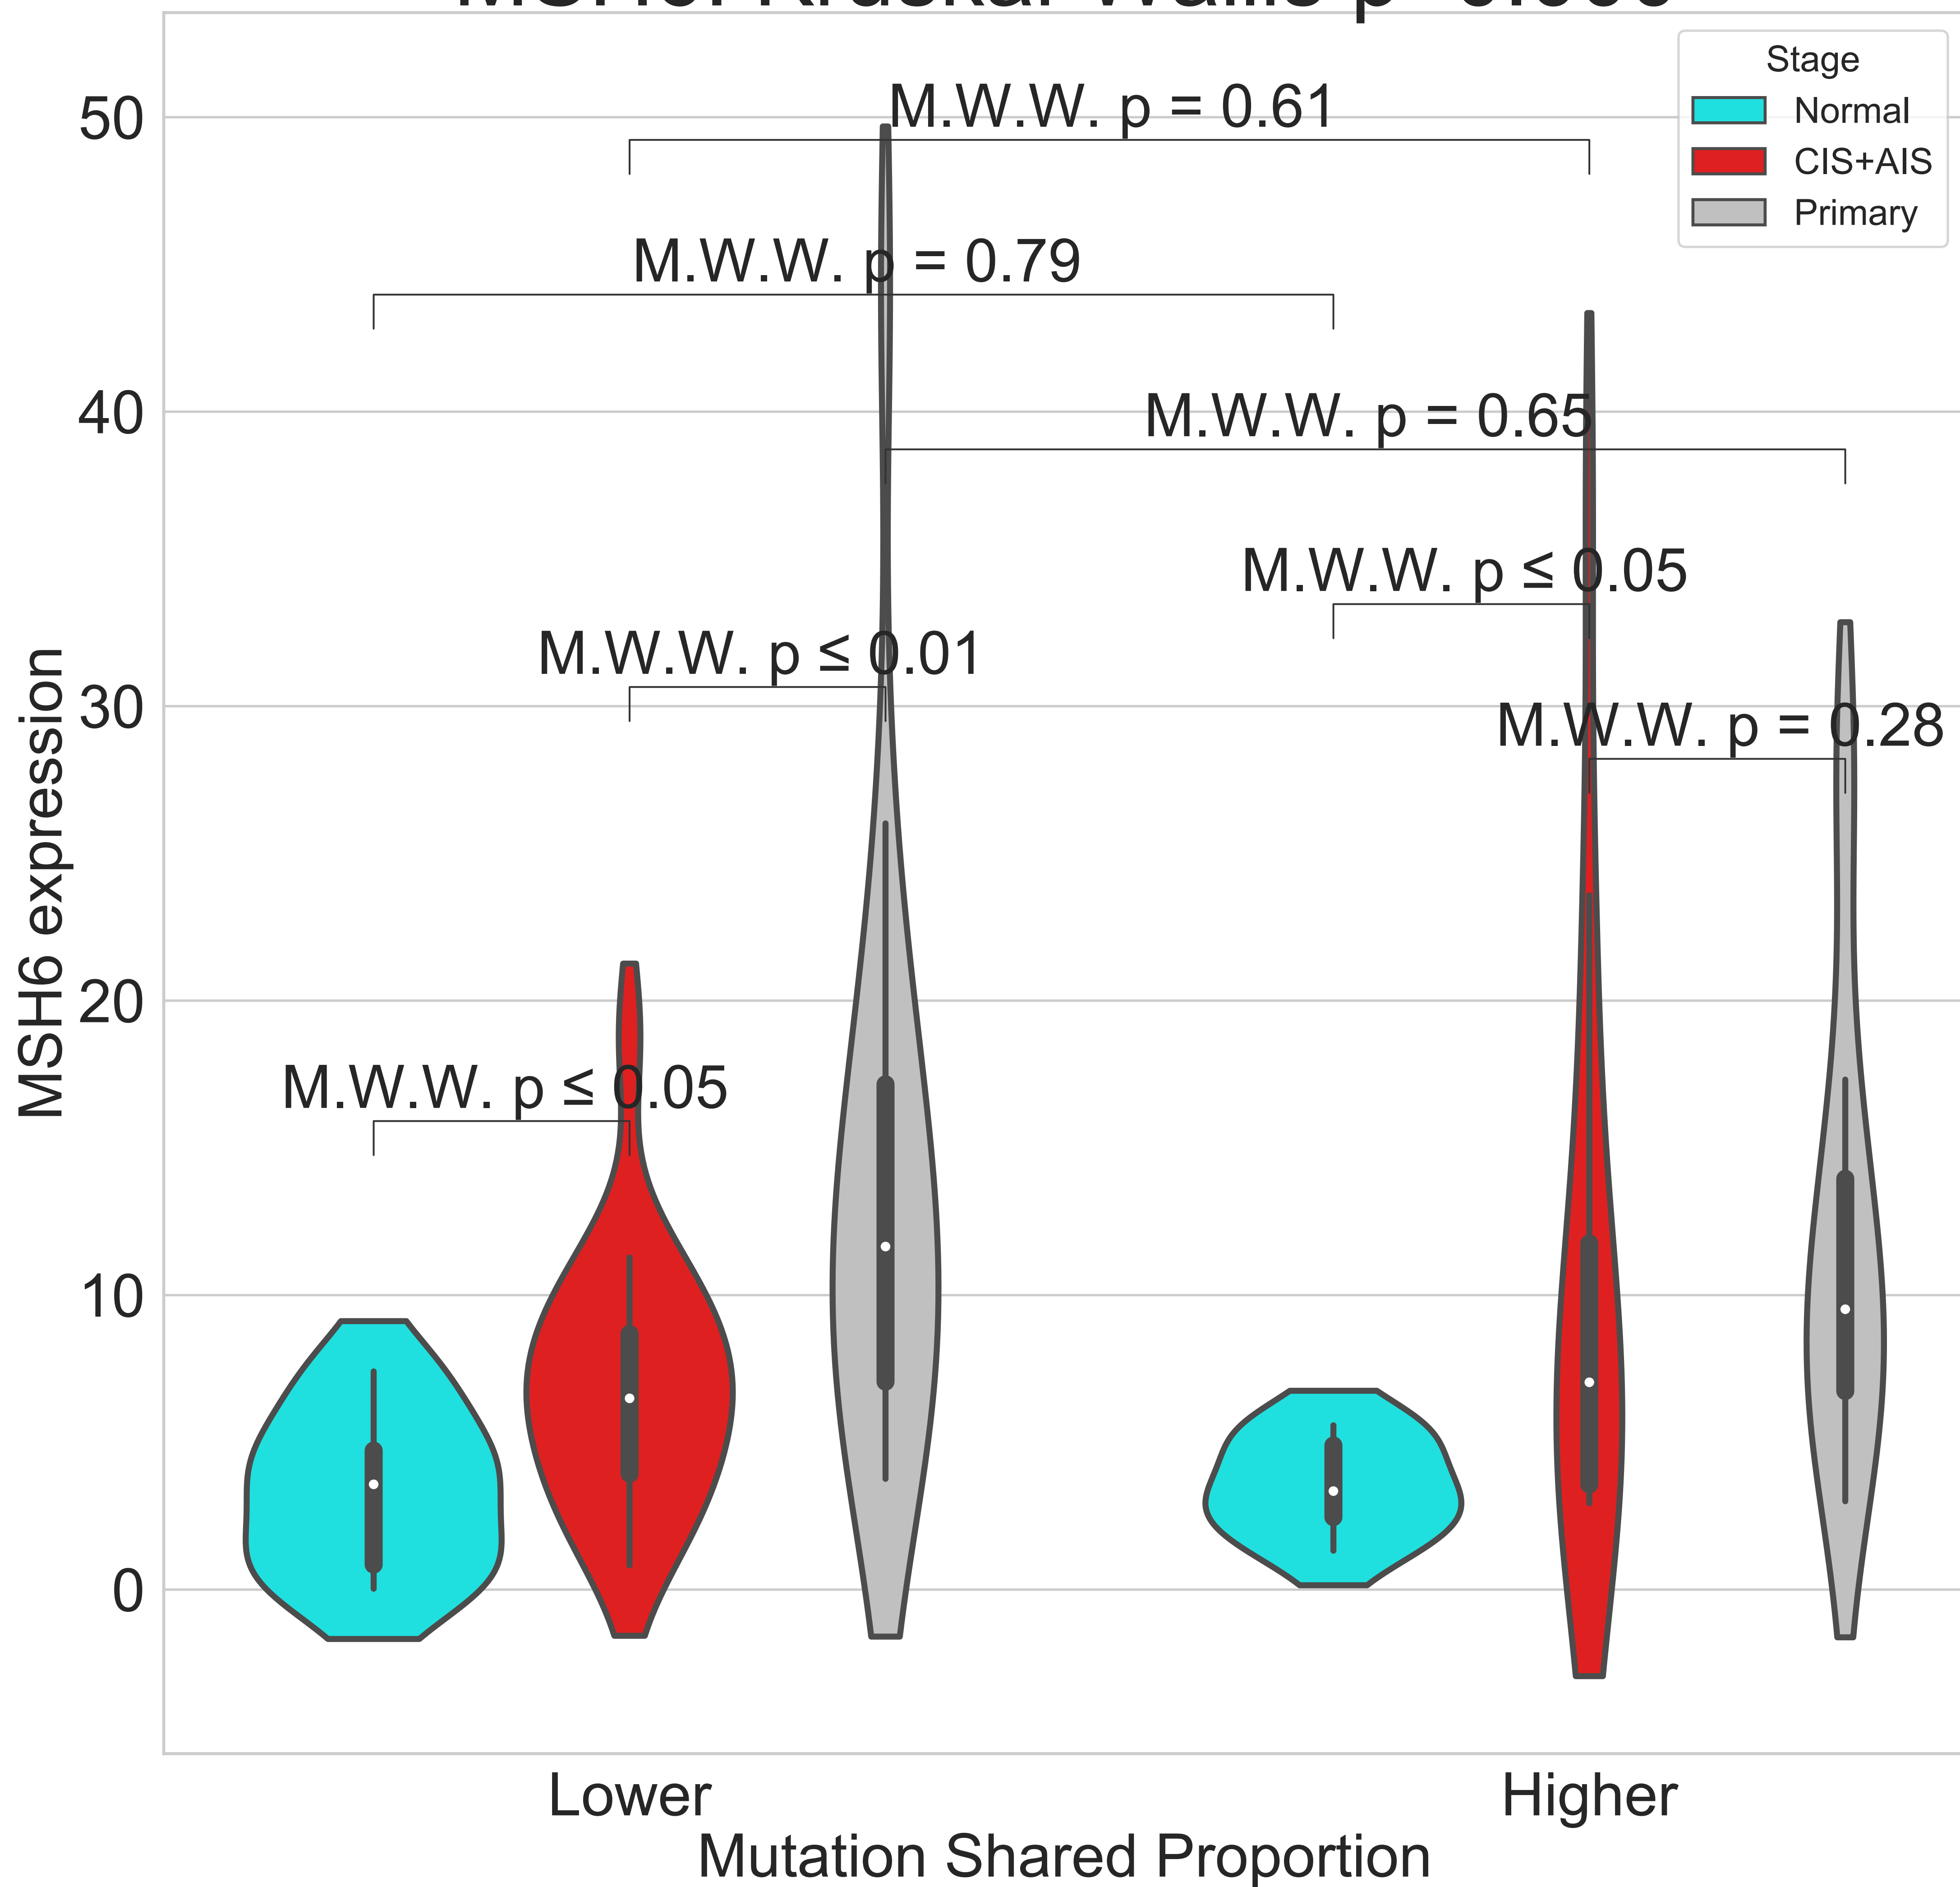 Stage
Normal
CIS+AIS
Primary
M.W.W. p = 0.61
M.W.W. p = 0.79
M.W.W. p = 0.65
M.W.W. p ≤ 0.05
M.W.W. p ≤ 0.01
M.W.W. p = 0.28
M.W.W. p ≤ 0.05
50
40
30
20
10
0
MSH6 expression
Lower
Higher
Mutation Shared Proportion